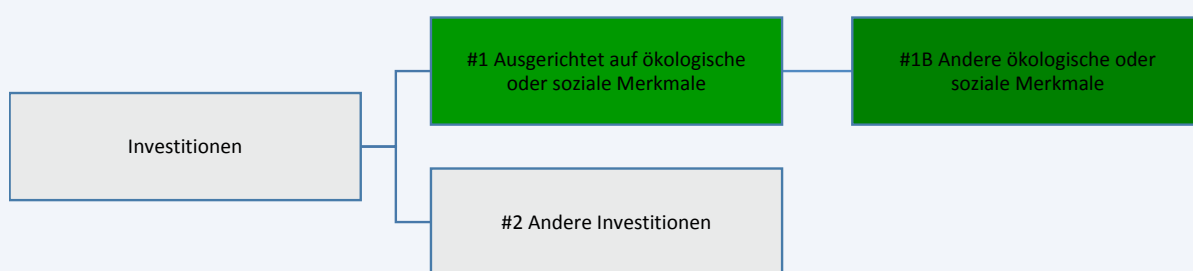 #1 Ausgerichtet auf ökologische
oder soziale Merkmale
#1B Andere ökologische oder
soziale Merkmale
Investitionen
#2 Andere Investitionen